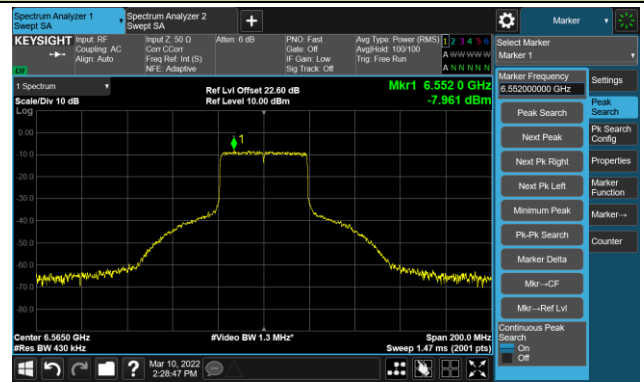 Spectrum Analyzer 1
Swept SA
Spectrum Analyzer 2
Swept SA
Marker
KEYSIGHT
Input: RF
Coupling: AC
Align: Auto
Input Z: 50 Ω
Corr CCorr
Freq Ref: Int (S)
NFE: Adaptive
Atten: 6 dB
PNO: Fast
Gate: Off
IF Gain: Low
Sig Track: Off
Avg Type: Power (RMS)
Avg|Hold: 100/100
Trig: Free Run
1 2 3 4 5 6
A W W W W W
A N N N N N
LW
Select Marker
Marker 1
1 Spectrum
Scale/Div 10 dB
Log
Ref Lvl Offset 22.60 dB
Ref Level 10.00 dBm
Mkr1 6.552 0 GHz
-7.961 dBm
0.00
-10.0
-20.0
-30.0
-40.0
-50.0
-60.0
-70.0
-80.0
1
Center 6.5650 GHz
#Res BW 430 kHz
#Video BW 1.3 MHz*
Span 200.0 MHz
Sweep 1.47 ms (2001 pts)
Marker Frequency
6.552000000 GHz
Peak Search
Next Peak
Next Pk Right
Next Pk Left
Minimum Peak
Pk-Pk Search
Marker Delta
Mkr→CF
Mkr→Ref Lvl
Continuous Peak
Search
On
Off
Settings
Peak
Search
Pk Search
Config
Properties
Marker
Function
Marker→
Counter
Mar 10, 2022
2:28:47 PM